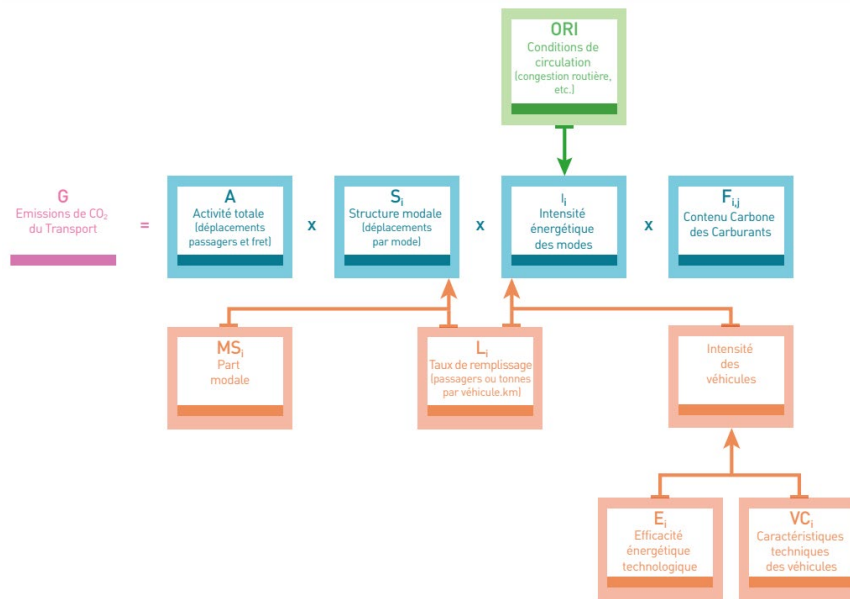 ORI
Conditions de
circulation
(congestion routière,
etc.)
G
Emissions de CO₂
du Transport
=
A
Activité totale
(déplacements
passagers et fret)
x
Sᵢ
Structure modale
(déplacements
par mode)
x
Iᵢ
Intensité
énergétique
des modes
x
Fᵢ,ⱼ
Contenu Carbone
des Carburants
MSᵢ
Part
modale
Lᵢ
Taux de remplissage
(passagers ou tonnes
par véhicule.km)
Intensité
des
véhicules
Eᵢ
Efficacité
énergétique
technologique
VCᵢ
Caractéristiques
techniques
des véhicules